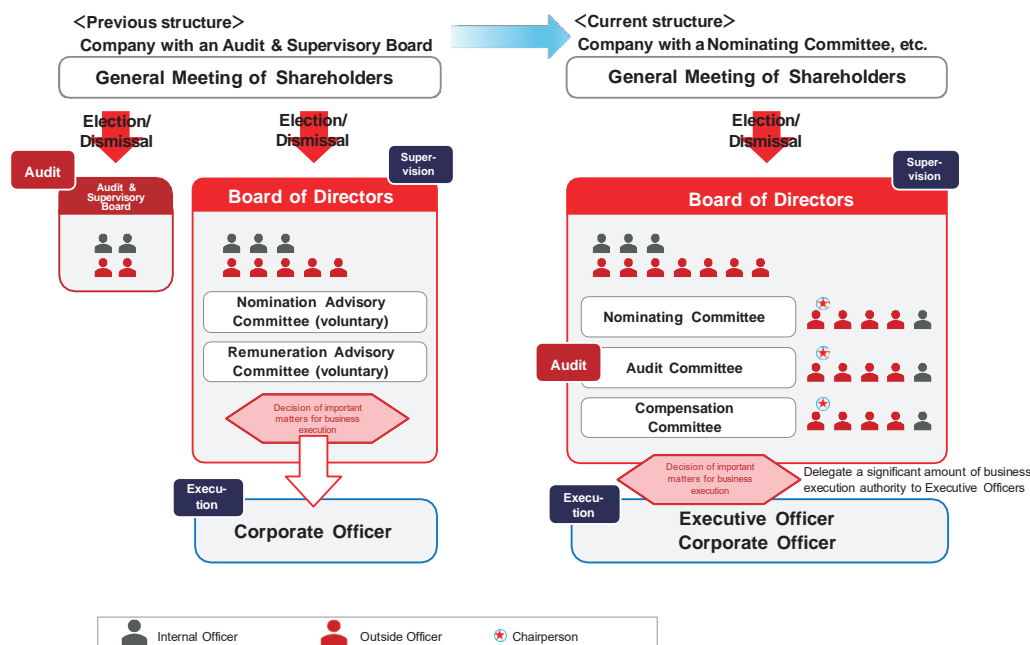 <Previous structure>
Company with an Audit & Supervisory Board
General Meeting of Shareholders
Election/
Dismissal
Election/
Dismissal
Audit
Audit &
Supervisory
Board
Super-
vision
Board of Directors
Nomination Advisory
Committee (voluntary)
Remuneration Advisory
Committee (voluntary)
Decision of important
matters for business
execution
Execu-
tion
Corporate Officer
<Current structure>
Company with a Nominating Committee, etc.
General Meeting of Shareholders
Election/
Dismissal
Super-
vision
Board of Directors
Nominating Committee
Audit
Audit Committee
Compensation
Committee
Decision of important
matters for business
execution
Delegate a significant amount of business
execution authority to Executive Officers
Execu-
tion
Executive Officer
Corporate Officer
Internal Officer
Outside Officer
Chairperson